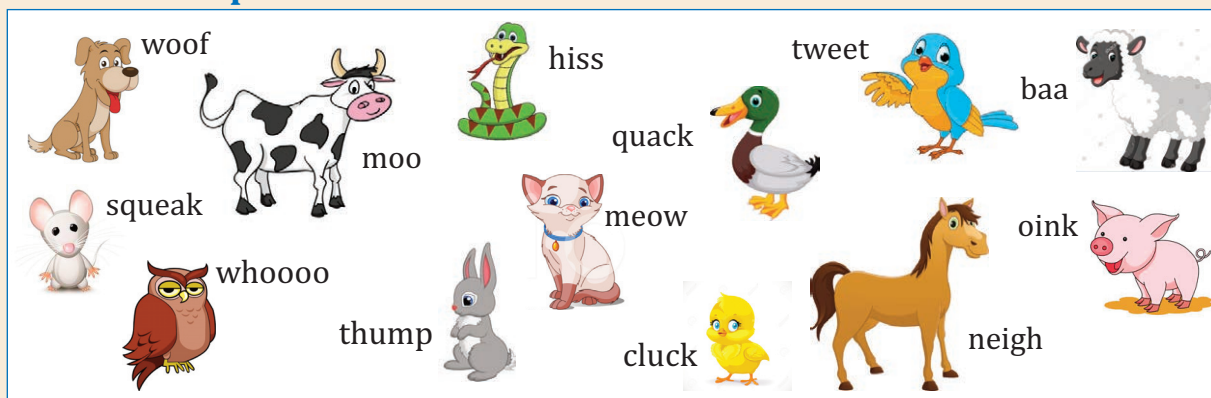 woof
hiss
tweet
baa
quack
moo
squeak
meow
oink
whoooo
thump
cluck
neigh